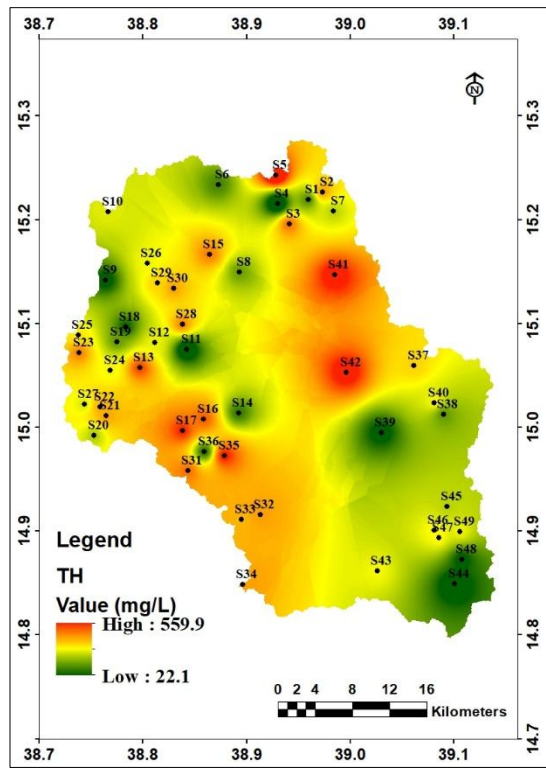 38.7 38.8 38.9 39.0 39.1
15.3 15.3
N
S5
S6 S2
S4 S1
S10 S7
15.2 S3 15.2
S15
S26 S8
S41
S9 S29
S30
S18 S28
15.1 S25 15.1
S19 S12 S11
S23 S37
S24 S13 S42
S27 S22 S40
S21 S16 S14 S38
15.0 S17 S39 15.0
S20
S36 S35
S31
S45
S33 S32
S46 S49
14.9 S47 14.9
S48
S43
S44
S34
Legend
TH
Value (mg/L)
High : 559.9
Low : 22.1
14.8 14.8
0 2 4 8 12 16
Kilometers
14.7 14.7
38.7 38.8 38.9 39.0 39.1